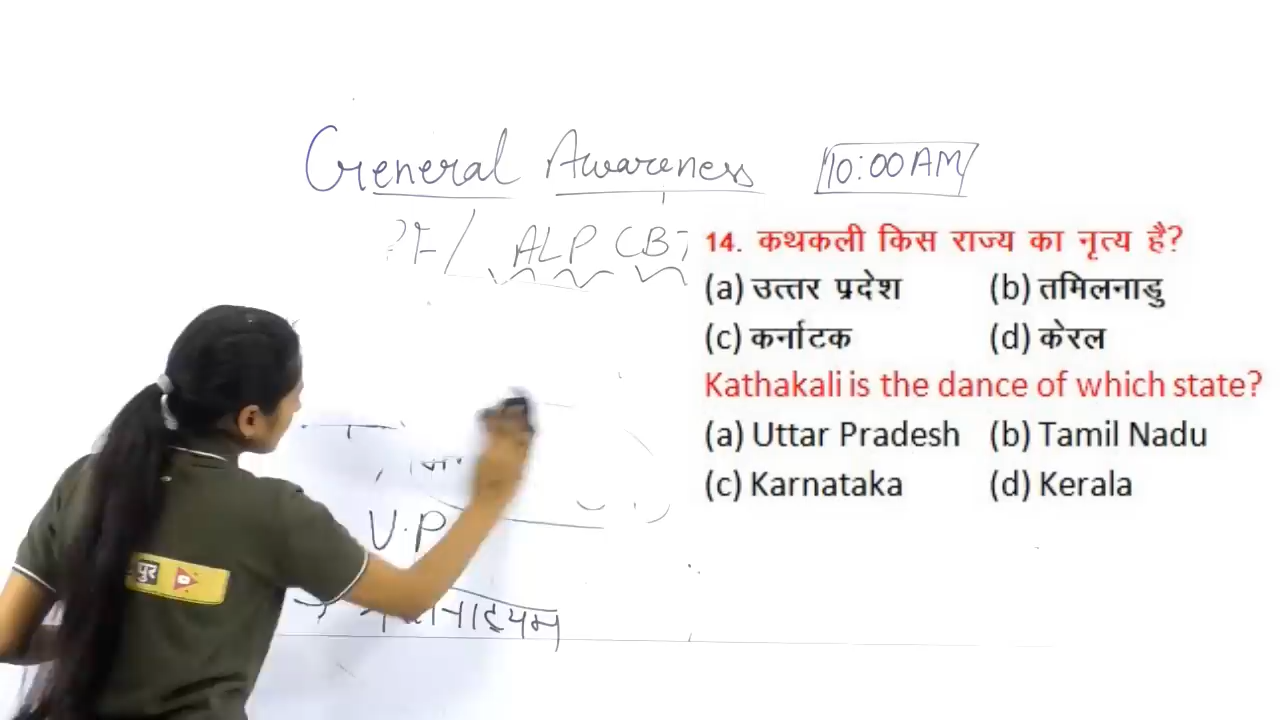 General Awareness 10:00AM
ALP CBT
14. कथकली किस राज्य का नृत्य है?
(a) उत्तर प्रदेश (b) तमिलनाडु
(c) कर्नाटक (d) केरल
Kathakali is the dance of which state?
(a) Uttar Pradesh (b) Tamil Nadu
(c) Karnataka (d) Kerala
U.P
पुर